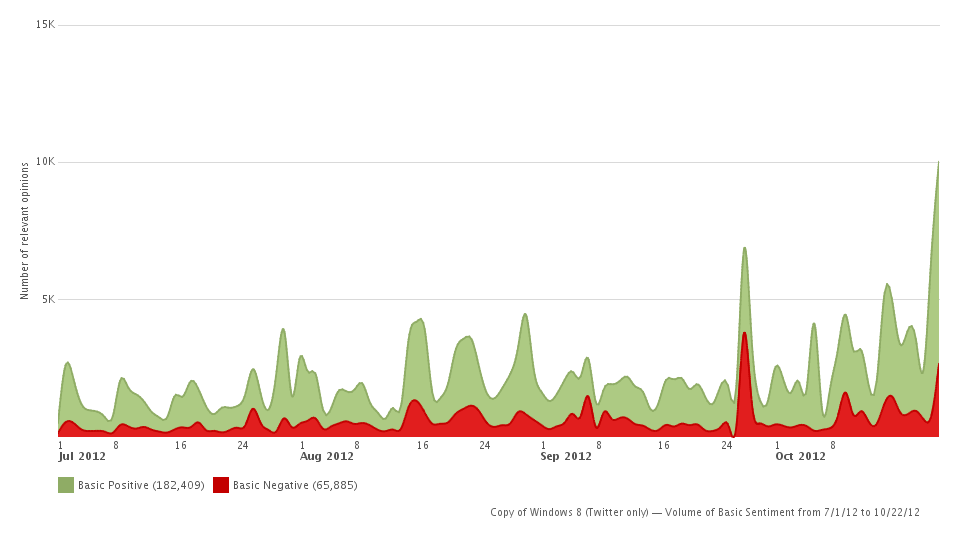 15K
10K
5K
Number of relevant opinions
1 8 16 24 1 8 16 24 1 8 16 24 1 8
Jul 2012 Aug 2012 Sep 2012 Oct 2012
Basic Positive (182,409) Basic Negative (65,885)
Copy of Windows 8 (Twitter only) — Volume of Basic Sentiment from 7/1/12 to 10/22/12